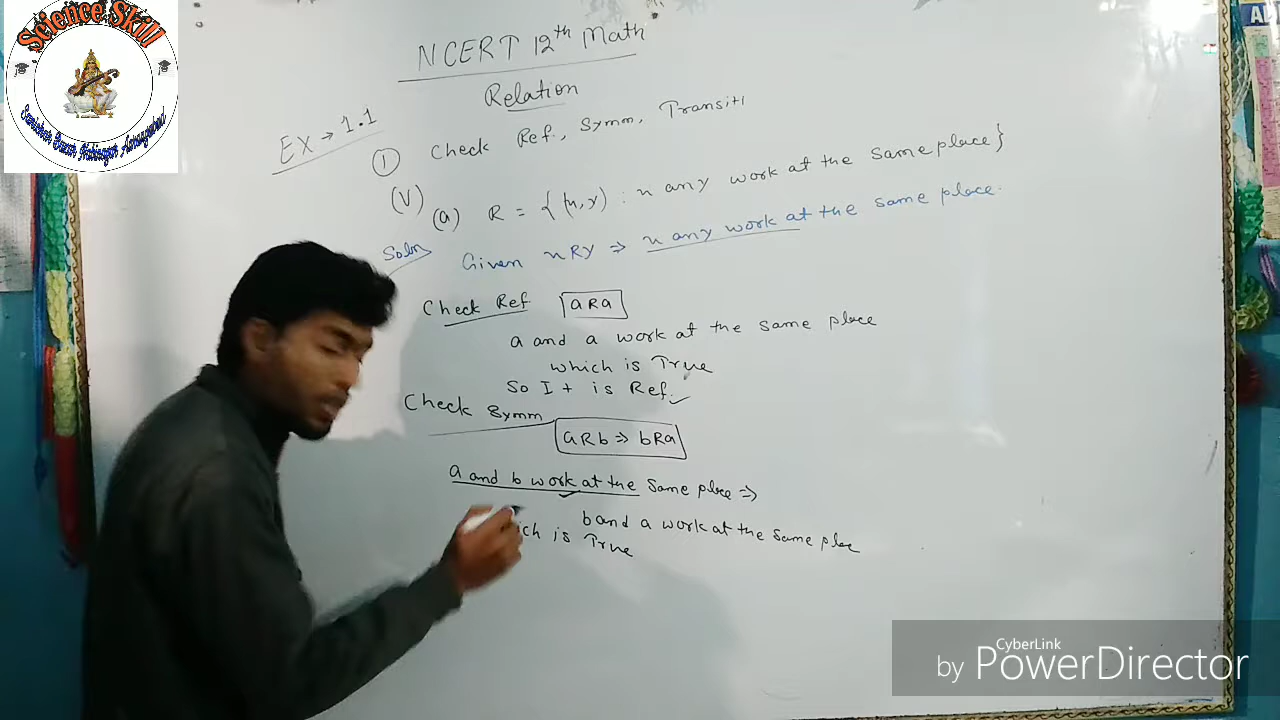 Science Skill
NCERT 12th Math
Relation
EX → 1.1
① Check Ref., Symm, Transiti
(V) (a) R = {(x, y) : x any work at the same place}
Soln Given xRy ⇒ x any work at the same place.
Check Ref aRa
a and a work at the same place
which is True
So It is Ref. ✓
Check Symm
aRb ⇒ bRa
a and b work at the same place ⇒
b and a work at the same plac
ich is True
CyberLink
by PowerDirector